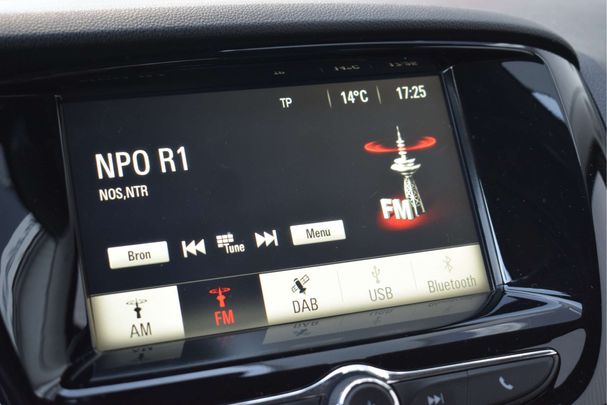 TP 14°C 17:25
NPO R1
NOS,NTR
FM
Bron Tune Menu
AM FM DAB USB Bluetooth